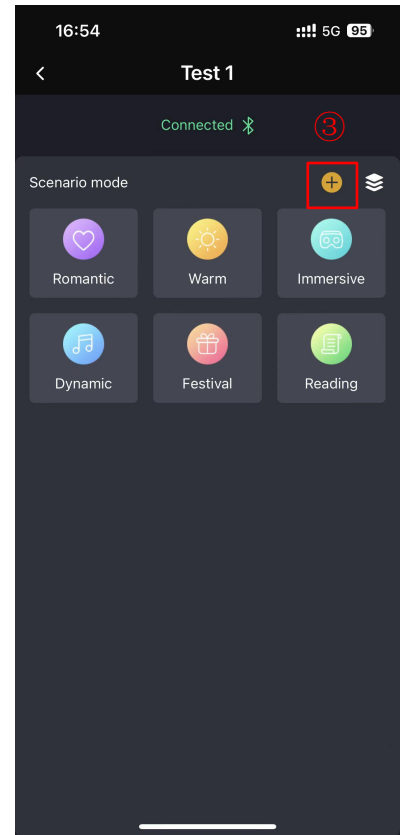 16:54 5G 95
Test 1
Connected
③
Scenario mode
Romantic Warm Immersive
Dynamic Festival Reading